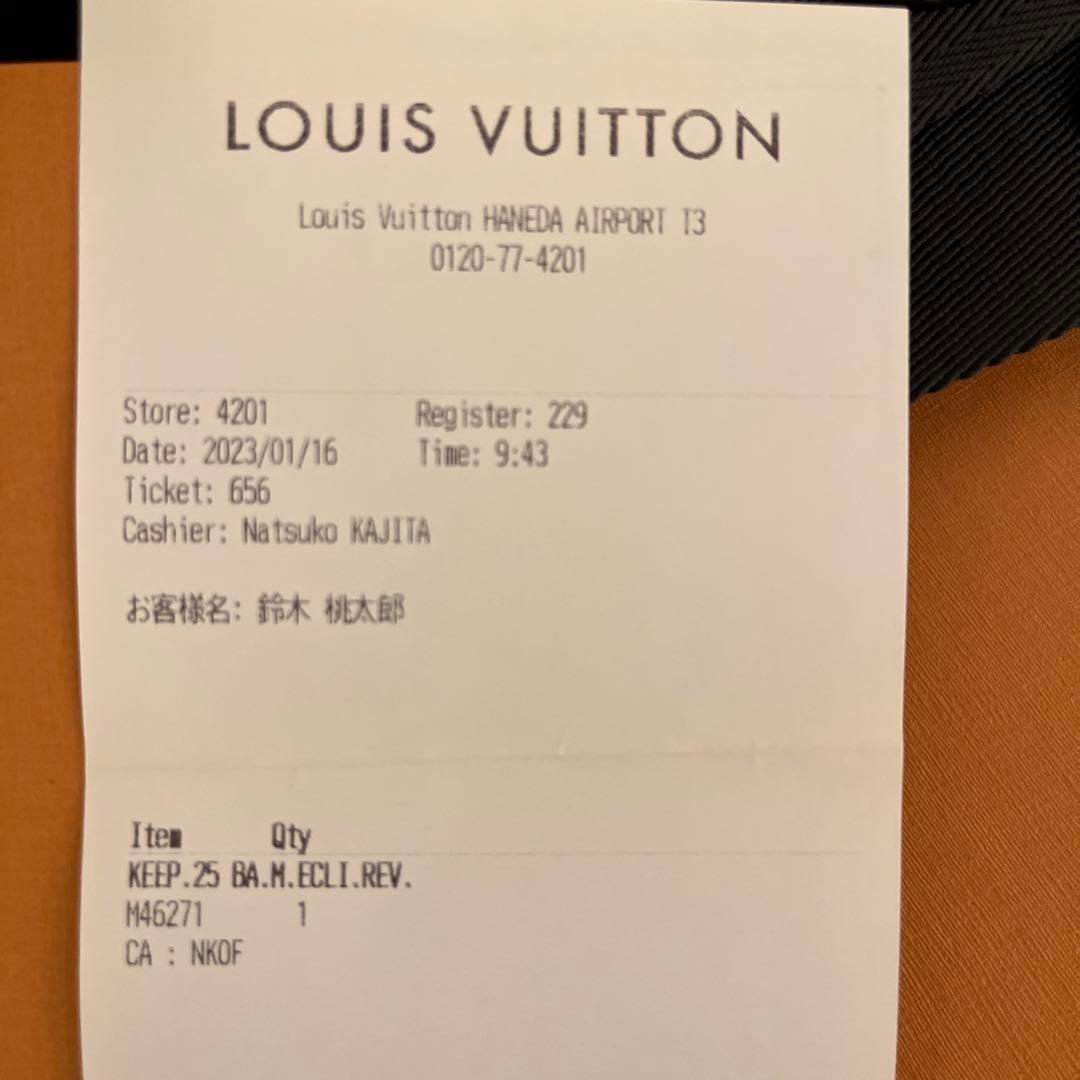 LOUIS VUITTON
Louis Vuitton HANEDA AIRPORT T3
0120-77-4201
Store: 4201 Register: 229
Date: 2023/01/16 Time: 9:43
Ticket: 656
Cashier: Natsuko KAJITA
お客様名: 鈴木 桃太郎
Item Qty
KEEP.25 BA.M.ECLI.REV.
M46271 1
CA : NKOF